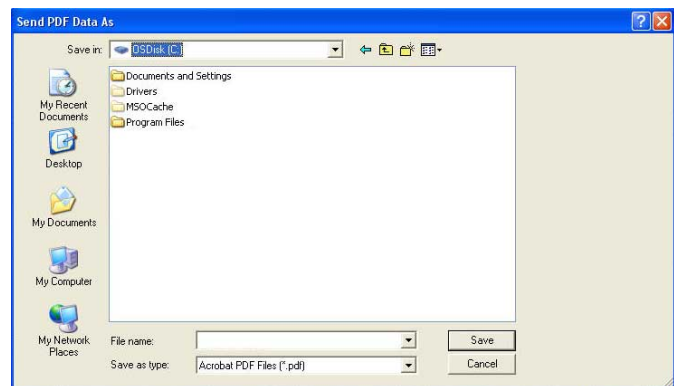 Send PDF Data As
Save in:
OSDisk (C:)
Documents and Settings
Drivers
MSOCache
Program Files
My Recent
Documents
Desktop
My Documents
My Computer
My Network
Places
File name:
Save
Save as type:
Acrobat PDF Files (*.pdf)
Cancel